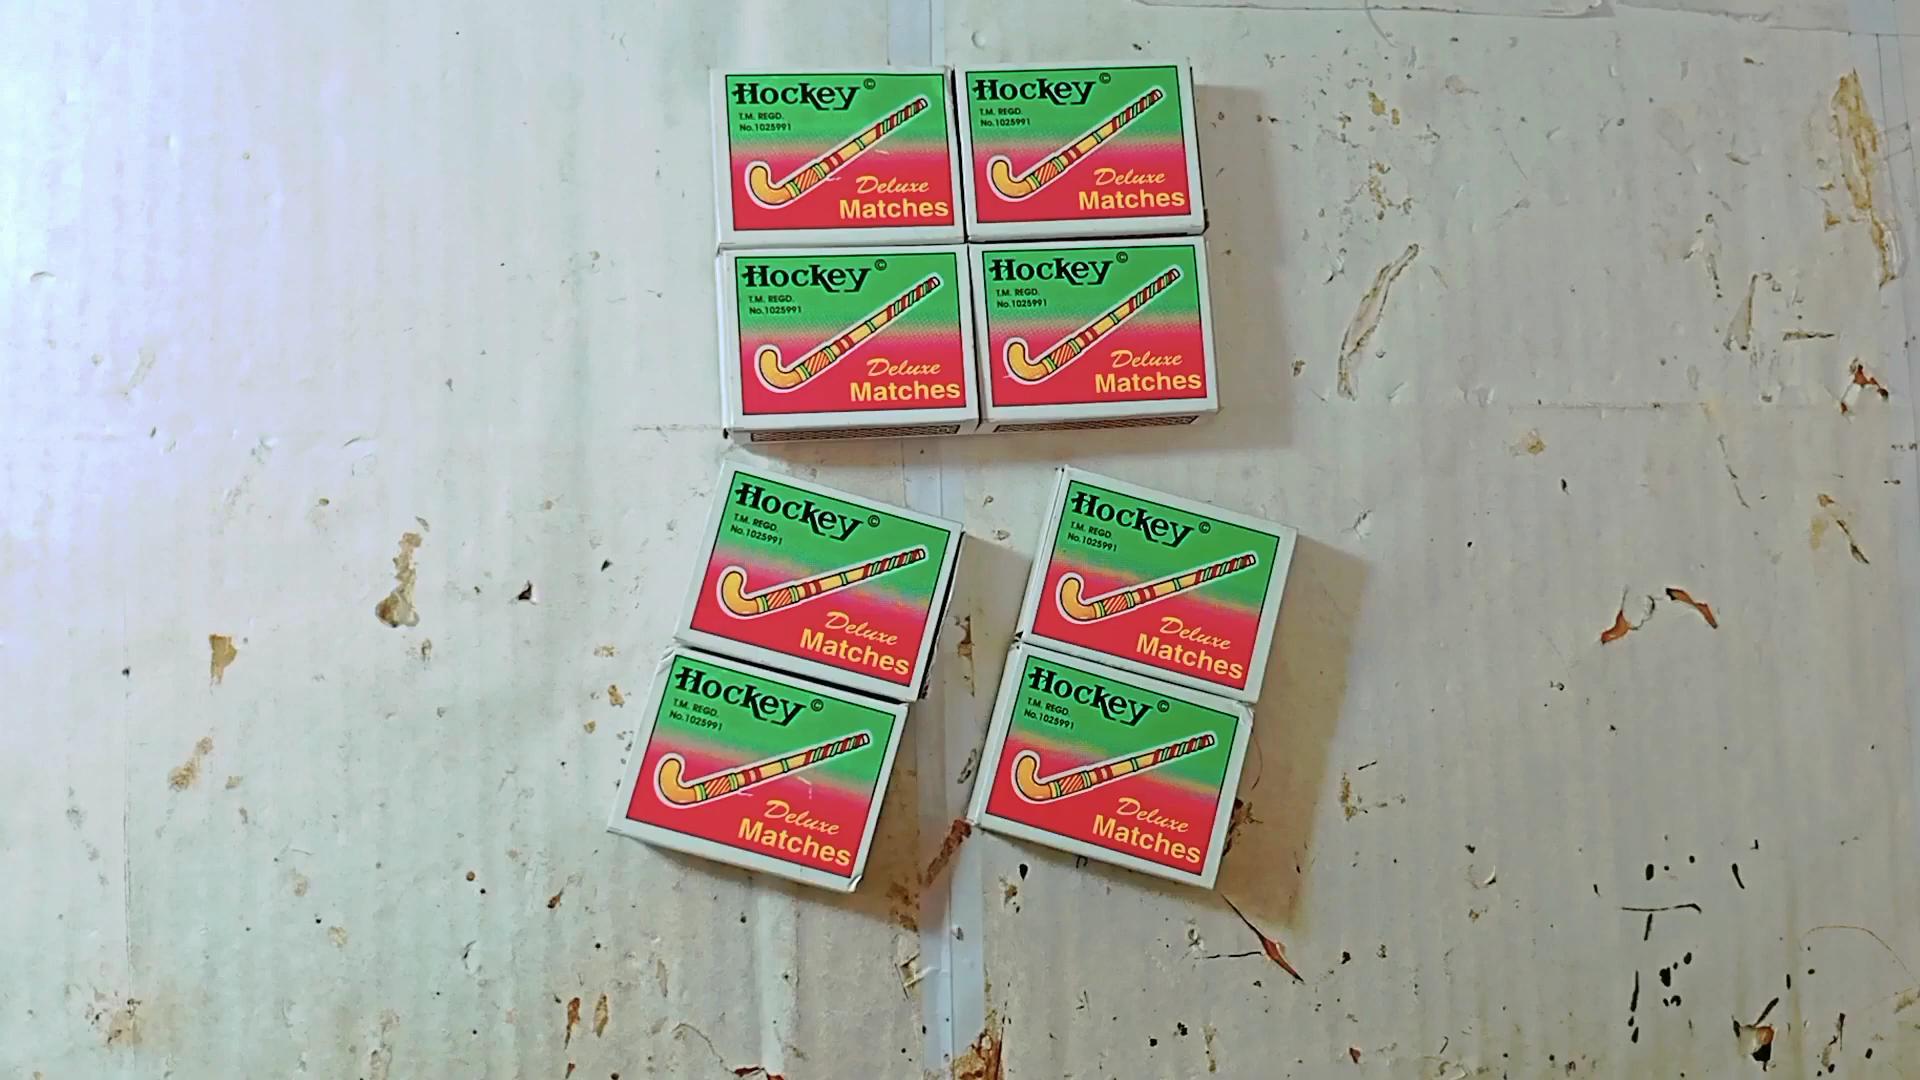 Hockey ©
T.M. REGD.
No.1025991
Deluxe
Matches
Hockey ©
T.M. REGD.
No.1025991
Deluxe
Matches
Hockey ©
T.M. REGD.
No.1025991
Deluxe
Matches
Hockey ©
T.M. REGD.
No.1025991
Deluxe
Matches
Hockey ©
T.M. REGD.
No.1025991
Deluxe
Matches
Hockey ©
T.M. REGD.
No.1025991
Deluxe
Matches
Hockey ©
T.M. REGD.
No.1025991
Deluxe
Matches
Hockey ©
T.M. REGD.
No.1025991
Deluxe
Matches